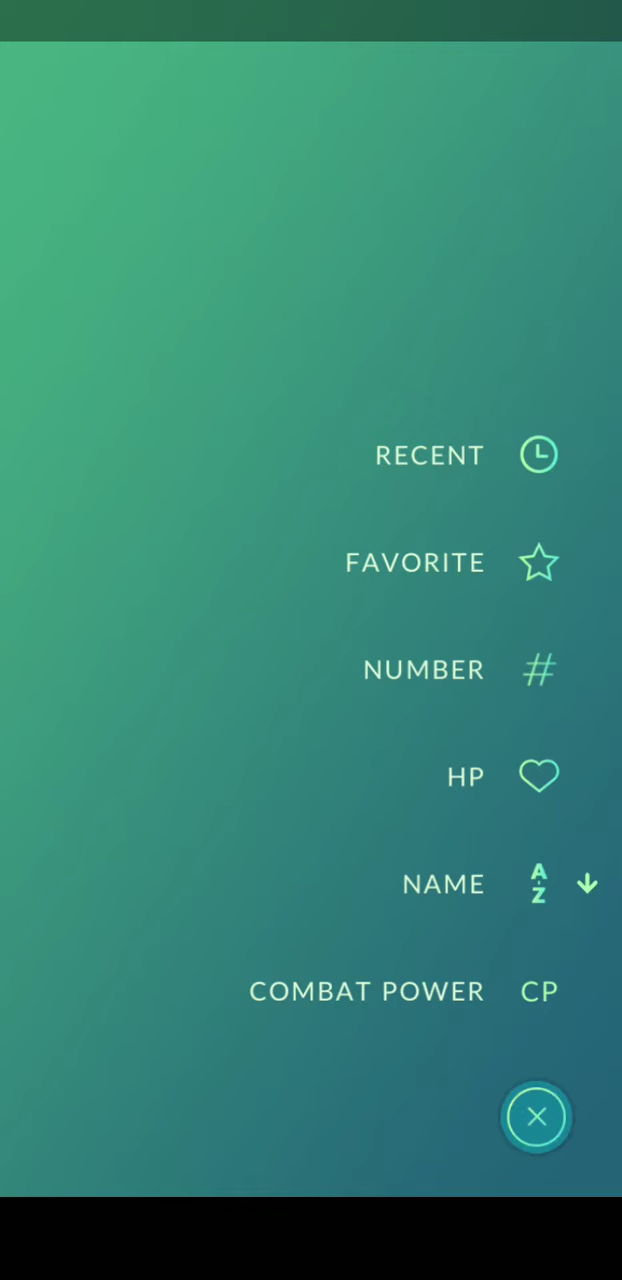 RECENT
FAVORITE
NUMBER #
HP
NAME A-Z
COMBAT POWER CP